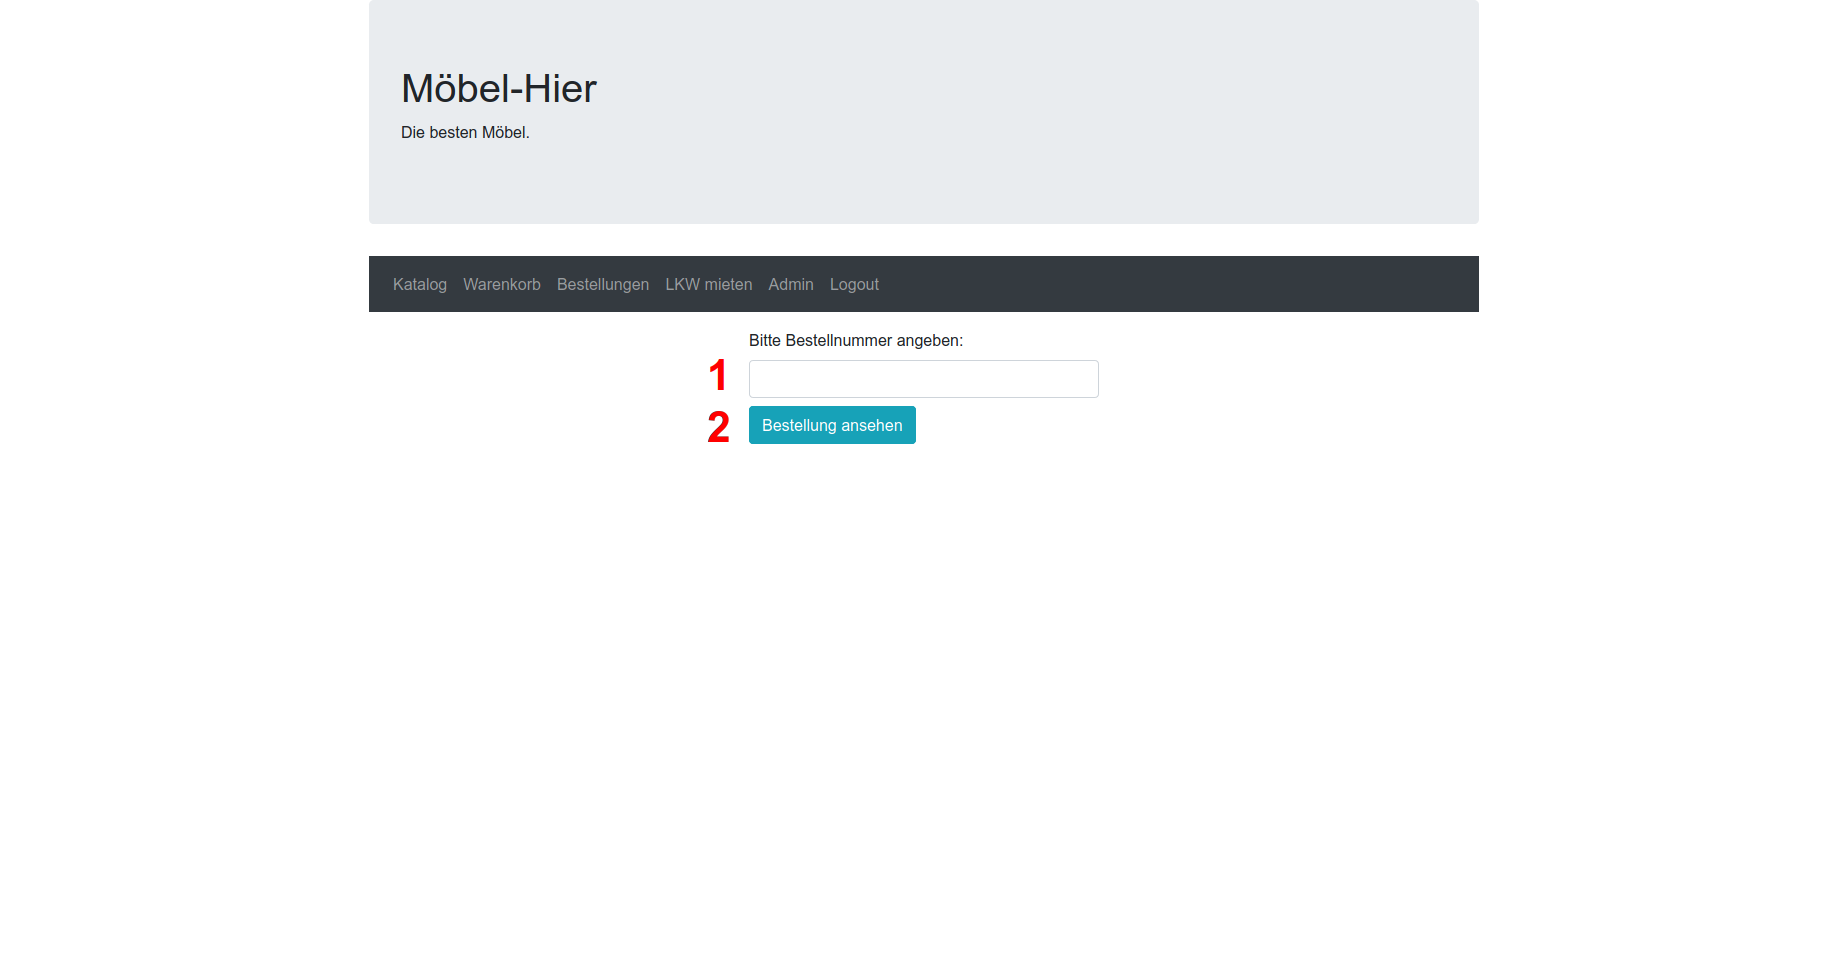 Möbel-Hier
Die besten Möbel.
Katalog Warenkorb Bestellungen LKW mieten Admin Logout
Bitte Bestellnummer angeben:
1
2 Bestellung ansehen